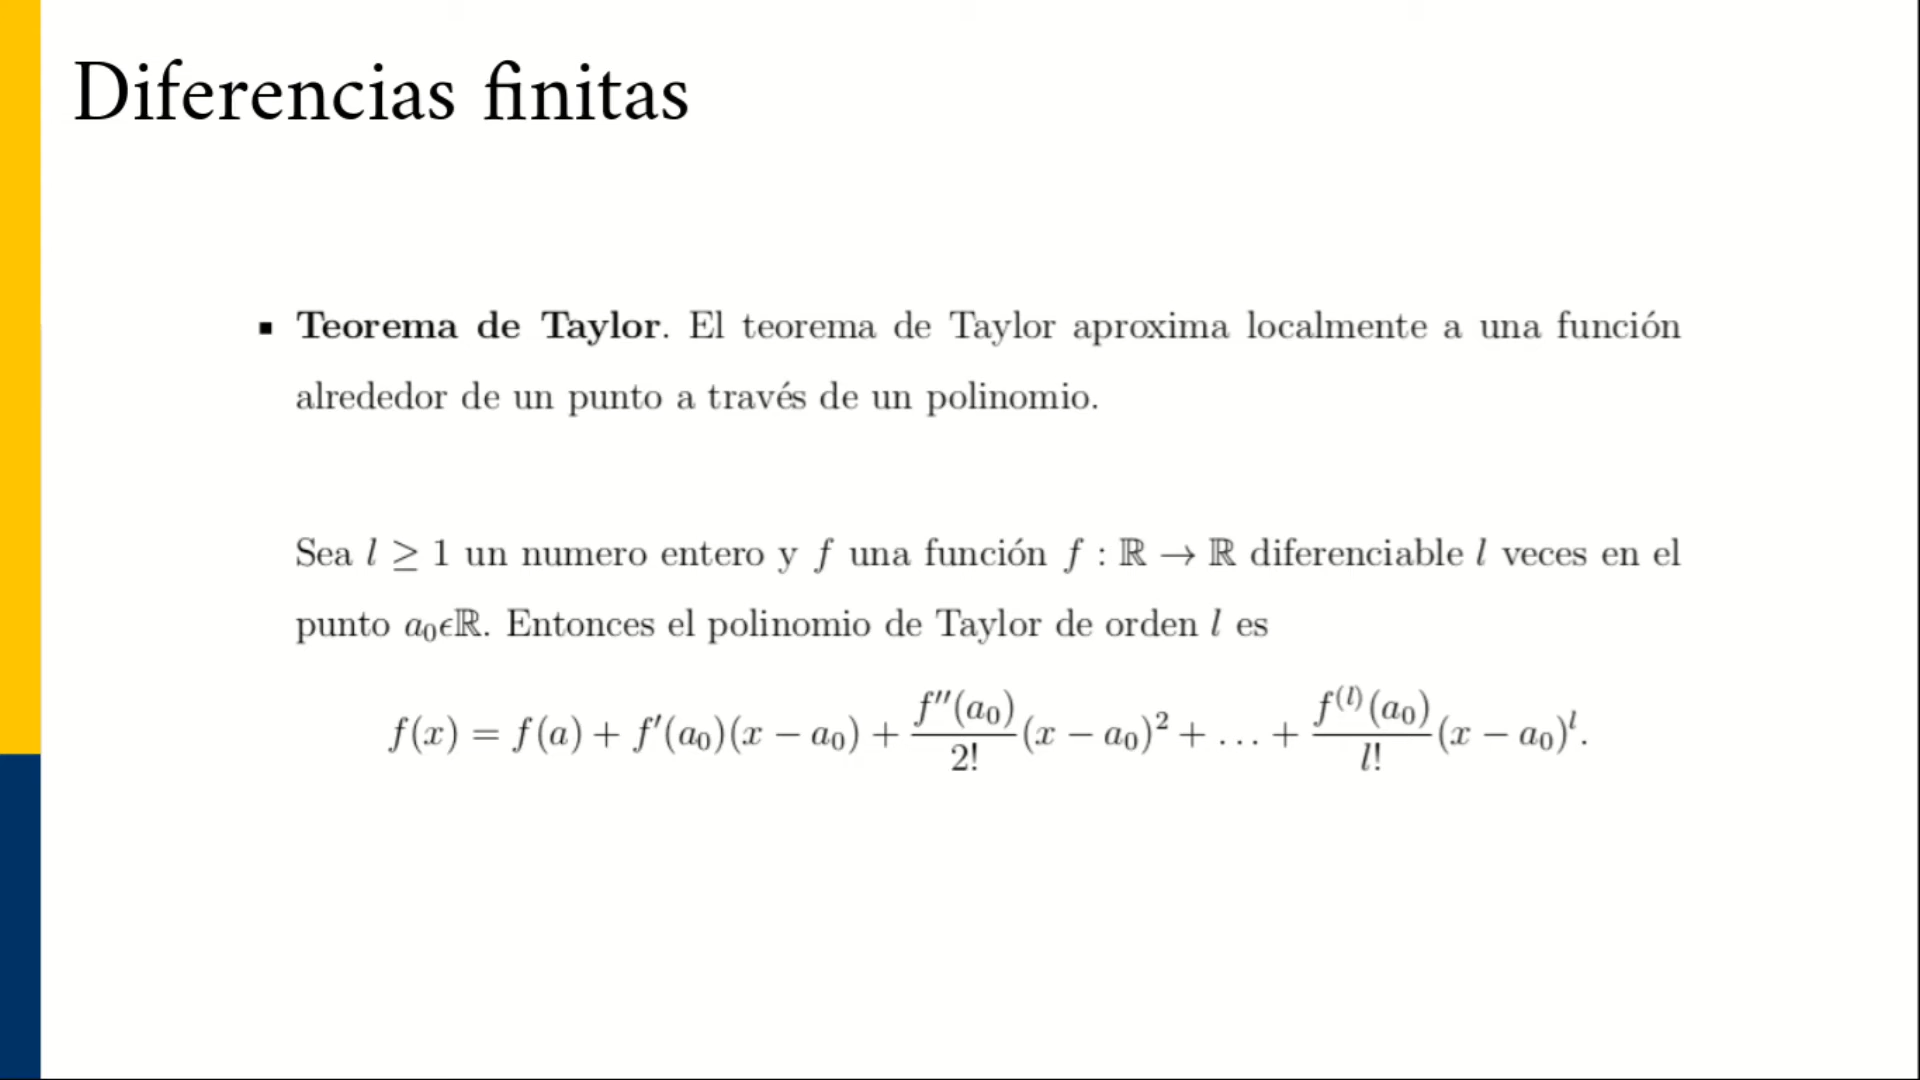 Diferencias finitas
▪ Teorema de Taylor. El teorema de Taylor aproxima localmente a una función
alrededor de un punto a través de un polinomio.
Sea l ≥ 1 un numero entero y f una función f : ℝ → ℝ diferenciable l veces en el
punto a₀ϵℝ. Entonces el polinomio de Taylor de orden l es
f(x) = f(a) + f′(a₀)(x − a₀) + f″(a₀)/2! (x − a₀)² + . . . + f⁽ˡ⁾(a₀)/l! (x − a₀)ˡ.